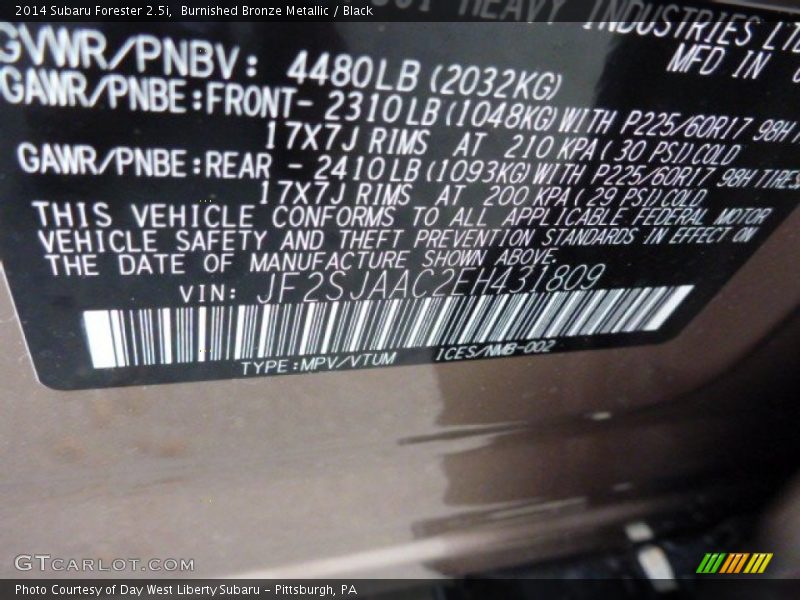 2014 Subaru Forester 2.5i,  Burnished Bronze Metallic / Black
HEAVY INDUSTRIES LTD
MFD IN
GVWR/PNBV: 4480LB (2032KG)
GAWR/PNBE:FRONT- 2310LB (1048KG) WITH P225/60R17 98H
17X7J RIMS AT 210 KPA ( 30 PSI) COLD
GAWR/PNBE:REAR - 2410LB (1093KG) WITH P225/60R17 98H TIRES
17X7J RIMS AT 200 KPA ( 29 PSI) COLD
THIS VEHICLE CONFORMS TO ALL APPLICABLE FEDERAL MOTOR
VEHICLE SAFETY AND THEFT PREVENTION STANDARDS IN EFFECT ON
THE DATE OF MANUFACTURE SHOWN ABOVE.
VIN: JF2SJAAC2EH431809
TYPE:MPV/VTUM ICES/NMB-002
GTCARLOT.COM
Photo Courtesy of Day West Liberty Subaru - Pittsburgh, PA